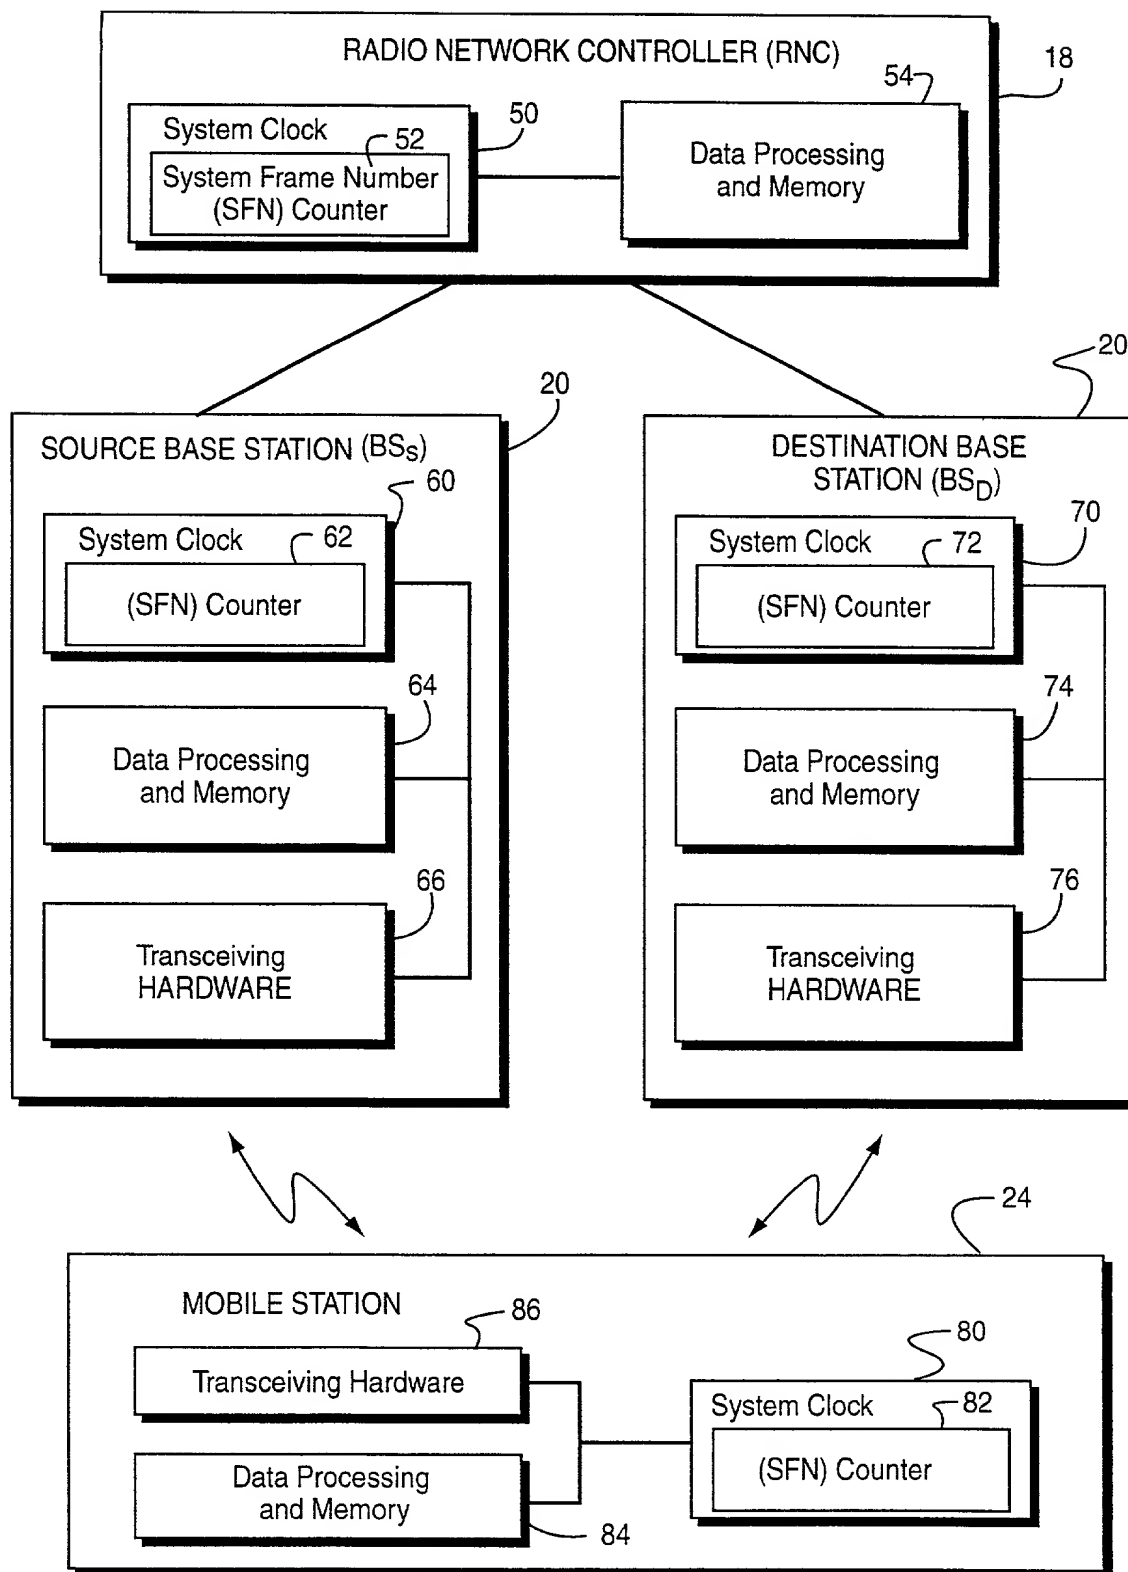 RADIO NETWORK CONTROLLER (RNC)
18
54
System Clock
50
52
System Frame Number
(SFN) Counter
Data Processing
and Memory
20
20
SOURCE BASE STATION (BSS)
60
System Clock
62
(SFN) Counter
64
Data Processing
and Memory
66
Transceiving
HARDWARE
DESTINATION BASE
STATION (BSD)
70
System Clock
72
(SFN) Counter
74
Data Processing
and Memory
76
Transceiving
HARDWARE
24
MOBILE STATION
86
Transceiving Hardware
Data Processing
and Memory
84
80
System Clock
82
(SFN) Counter